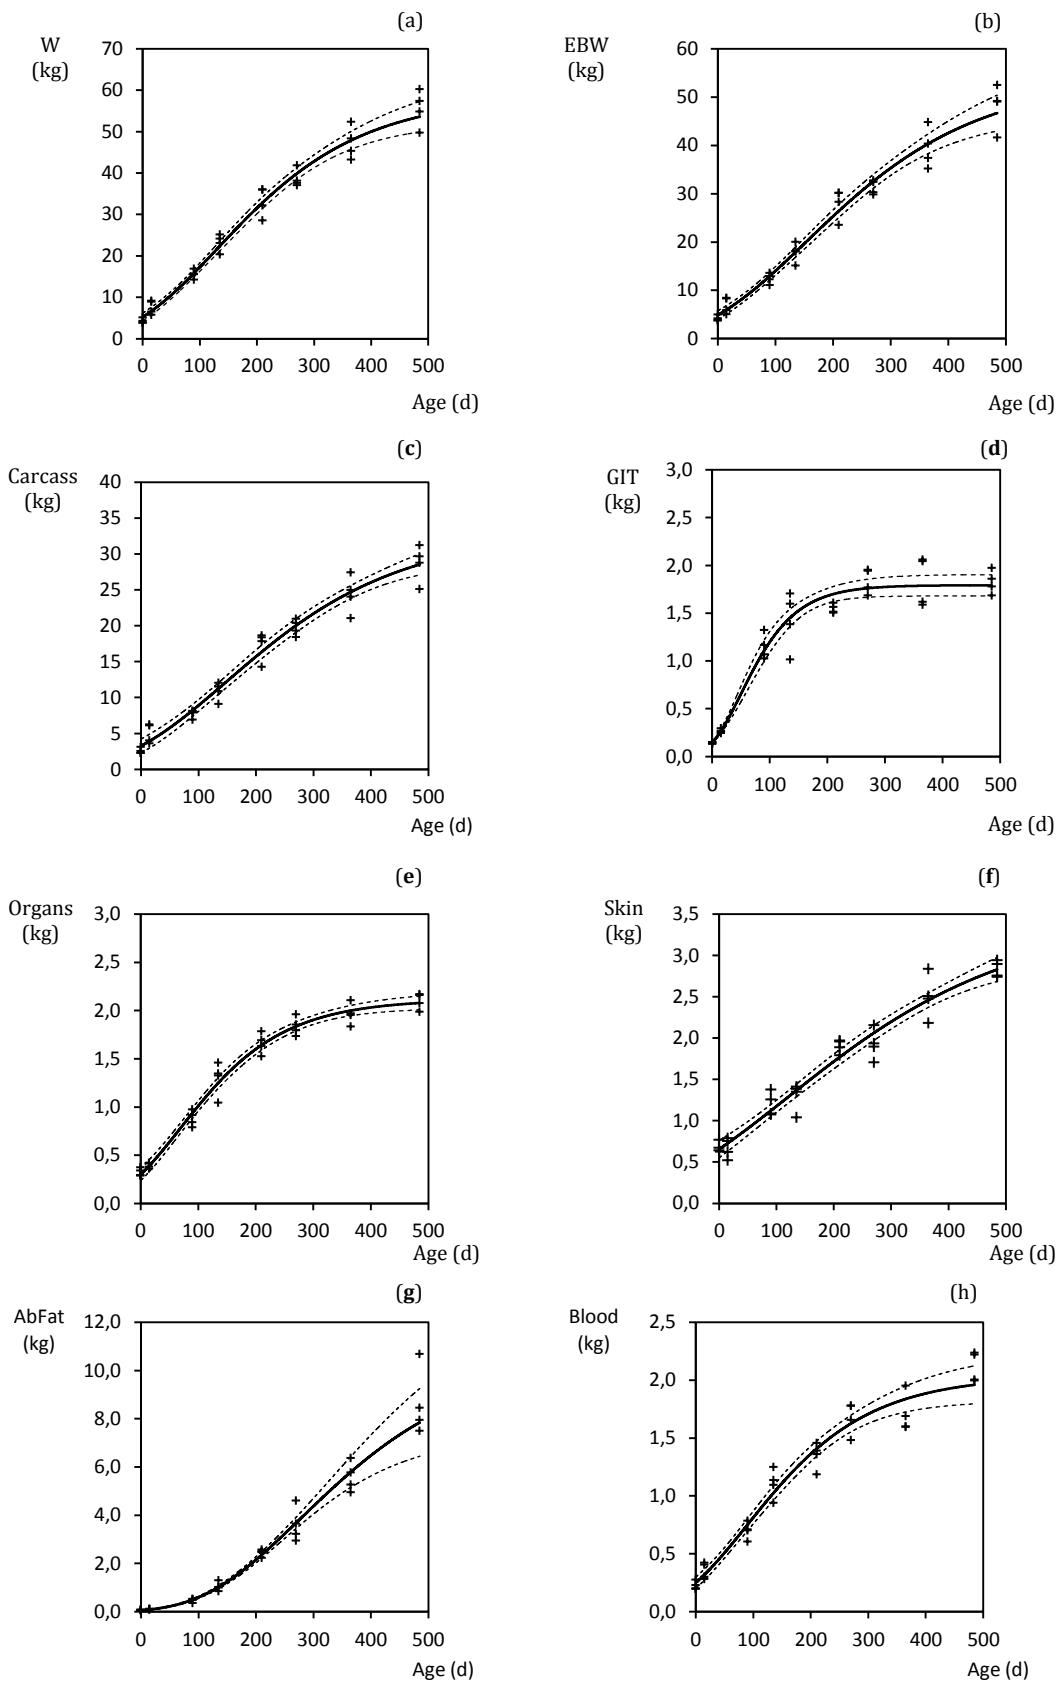 (a)
W
(kg)
70
60
50
40
30
20
10
0
0 100 200 300 400 500
Age (d)
(b)
EBW
(kg)
60
50
40
30
20
10
0
0 100 200 300 400 500
Age (d)
(c)
Carcass
(kg)
40
35
30
25
20
15
10
5
0
0 100 200 300 400 500
Age (d)
(d)
GIT
(kg)
3,0
2,5
2,0
1,5
1,0
0,5
0,0
0 100 200 300 400 500
Age (d)
(e)
Organs
(kg)
3,0
2,5
2,0
1,5
1,0
0,5
0,0
0 100 200 300 400 500
Age (d)
(f)
Skin
(kg)
3,5
3,0
2,5
2,0
1,5
1,0
0,5
0,0
0 100 200 300 400 500
Age (d)
(g)
AbFat
(kg)
12,0
10,0
8,0
6,0
4,0
2,0
0,0
0 100 200 300 400 500
Age (d)
(h)
Blood
(kg)
2,5
2,0
1,5
1,0
0,5
0,0
0 100 200 300 400 500
Age (d)